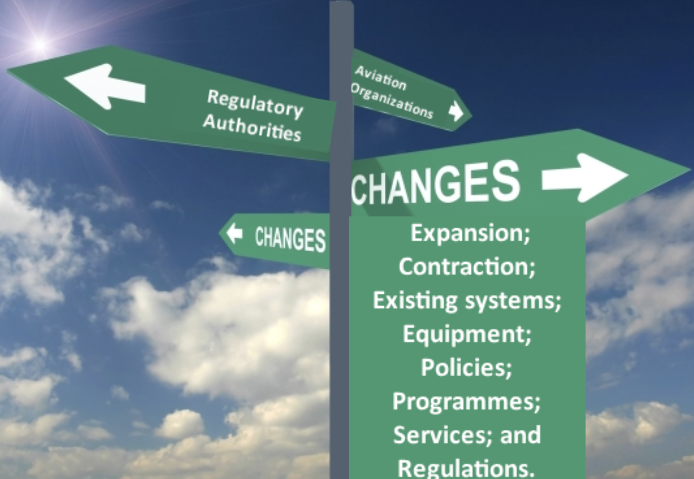 Regulatory
Authorities
Aviation
Organizations
CHANGES
CHANGES
Expansion;
Contraction;
Existing systems;
Equipment;
Policies;
Programmes;
Services; and
Regulations.